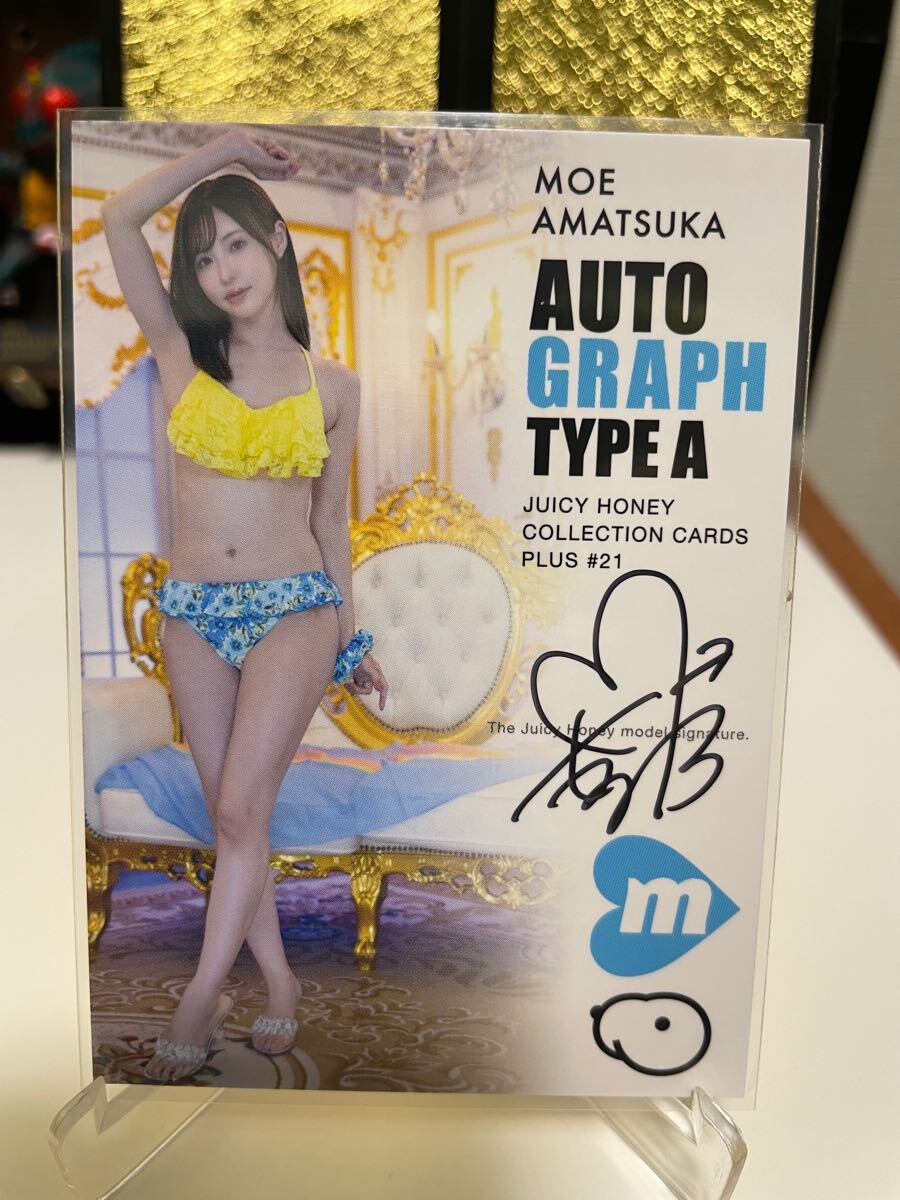 MOE
AMATSUKA
AUTO
GRAPH
TYPE A
JUICY HONEY
COLLECTION CARDS
PLUS #21
The Juicy Honey model signature.
m